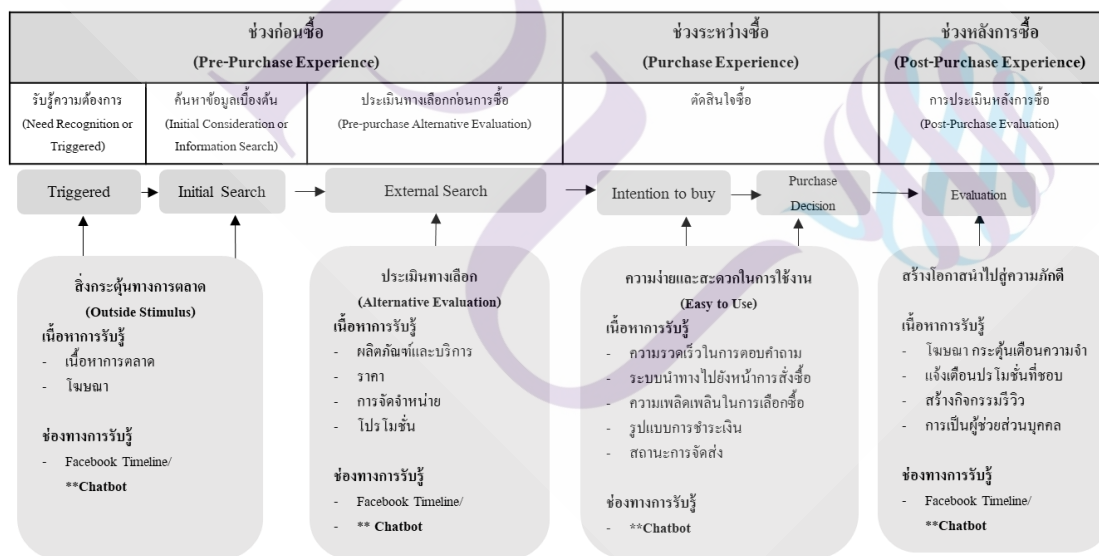 ช่วงก่อนซื้อ
(Pre-Purchase Experience)
ช่วงระหว่างซื้อ
(Purchase Experience)
ช่วงหลังการซื้อ
(Post-Purchase Experience)
รับรู้ความต้องการ
(Need Recognition or
Triggered)
ค้นหาข้อมูลเบื้องต้น
(Initial Consideration or
Information Search)
ประเมินทางเลือกก่อนการซื้อ
(Pre-purchase Alternative Evaluation)
ตัดสินใจซื้อ
การประเมินหลังการซื้อ
(Post-Purchase Evaluation)
Triggered
Initial Search
External Search
Intention to buy
Purchase
Decision
Evaluation
สิ่งกระตุ้นทางการตลาด
(Outside Stimulus)
เนื้อหาการรับรู้
- เนื้อหาการตลาด
- โฆษณา
ช่องทางการรับรู้
- Facebook Timeline/
**Chatbot
ประเมินทางเลือก
(Alternative Evaluation)
เนื้อหาการรับรู้
- ผลิตภัณฑ์และบริการ
- ราคา
- การจัดจำหน่าย
- โปรโมชั่น
ช่องทางการรับรู้
- Facebook Timeline/
- ** Chatbot
ความง่ายและสะดวกในการใช้งาน
(Easy to Use)
เนื้อหาการรับรู้
- ความรวดเร็วในการตอบคำถาม
- ระบบนำทางไปยังหน้าการสั่งซื้อ
- ความเพลิดเพลินในการเลือกซื้อ
- รูปแบบการชำระเงิน
- สถานะการจัดส่ง
ช่องทางการรับรู้
- **Chatbot
สร้างโอกาสนำไปสู่ความภักดี
เนื้อหาการรับรู้
- โฆษณา กระตุ้นเตือนความจำ
- แจ้งเตือนโปรโมชั่นที่ชอบ
- สร้างกิจกรรมรีวิว
- การเป็นผู้ช่วยส่วนบุคคล
ช่องทางการรับรู้
- Facebook Timeline/
**Chatbot